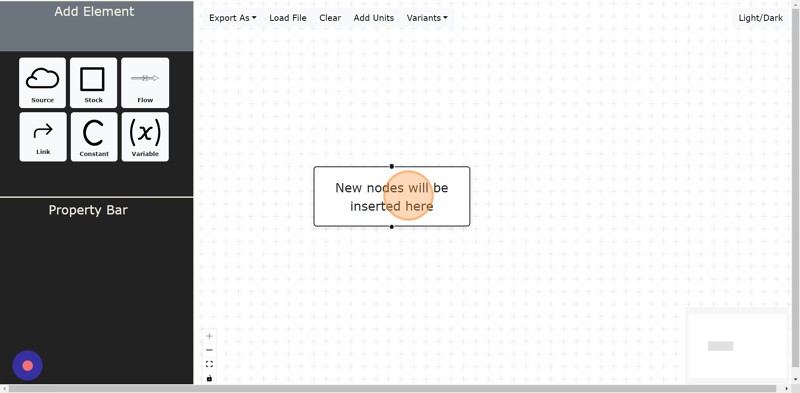 Add Element
Export As
Load File
Clear
Add Units
Variants
Light/Dark
Source
Stock
Flow
Link
C
Constant
(x)
Variable
New nodes will be
inserted here
Property Bar